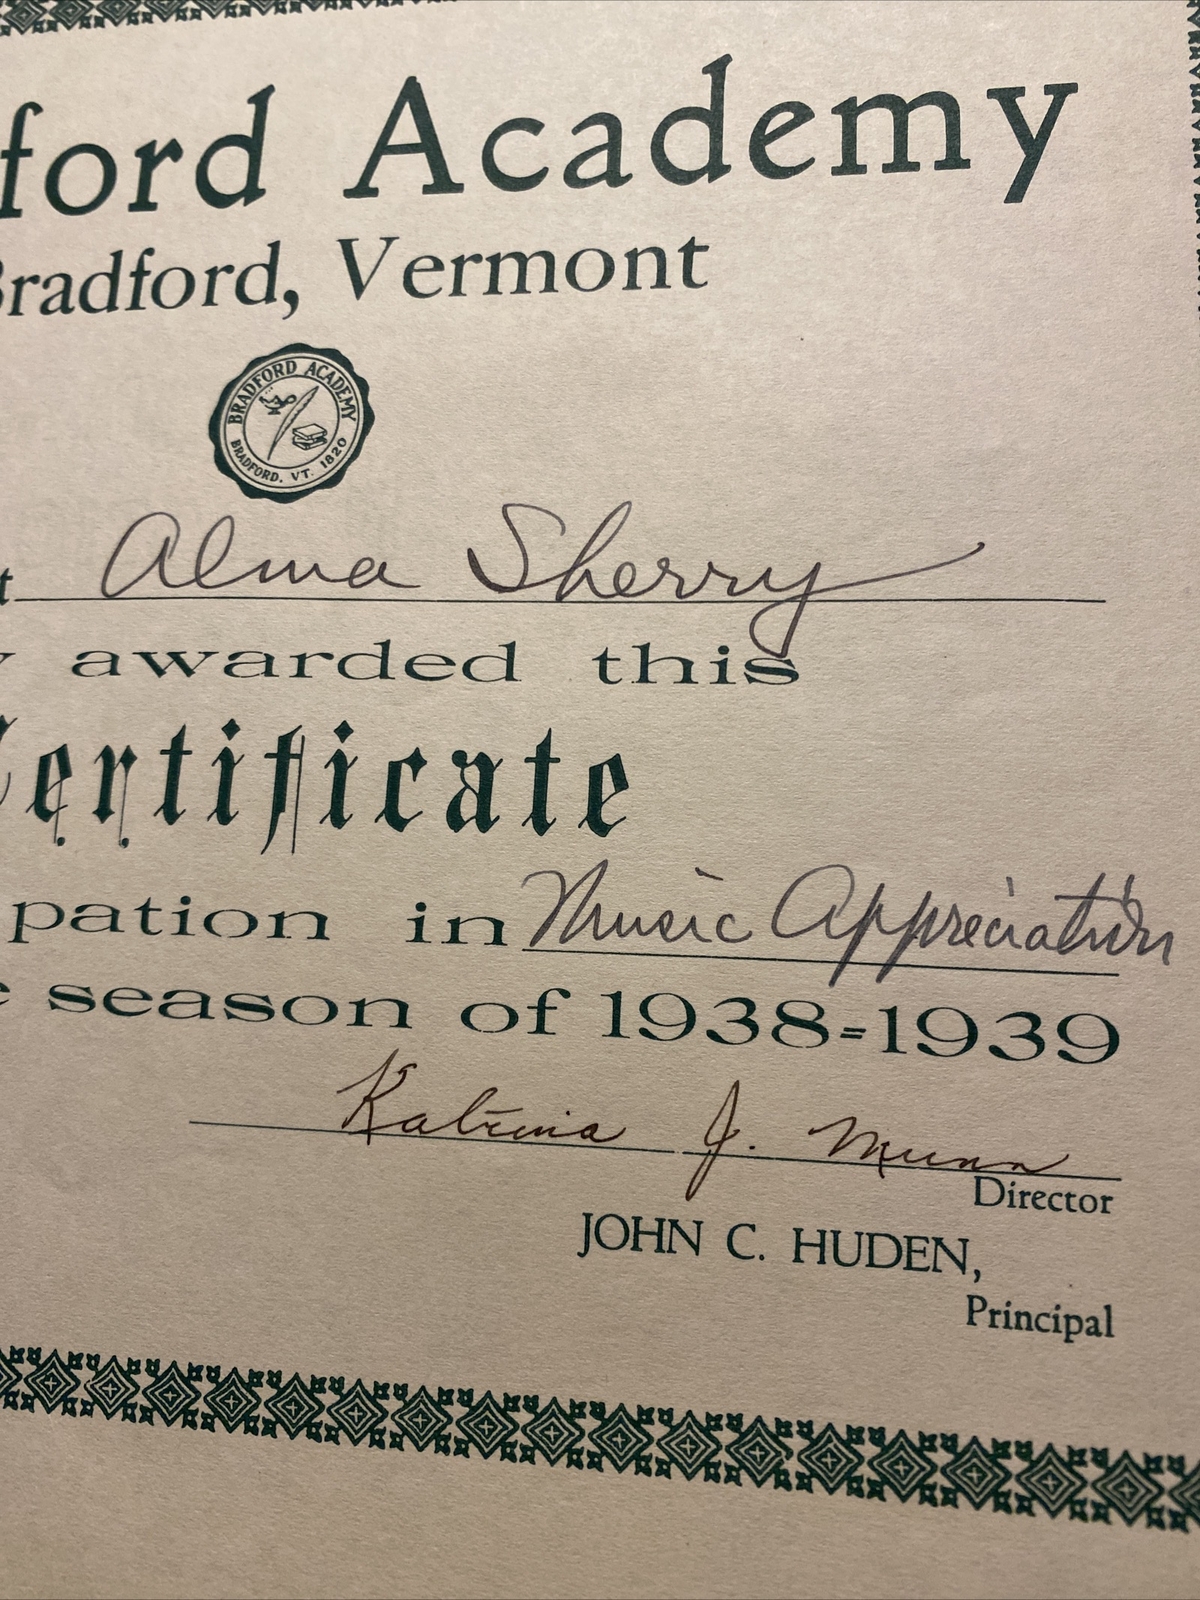 ford Academy
Bradford, Vermont
BRADFORD ACADEMY
BRADFORD, VT. 1820
t Alma Sherry
y awarded this
Certificate
pation in Music Appreciation
e season of 1938=1939
Katrina J. Munn
Director
JOHN C. HUDEN,
Principal